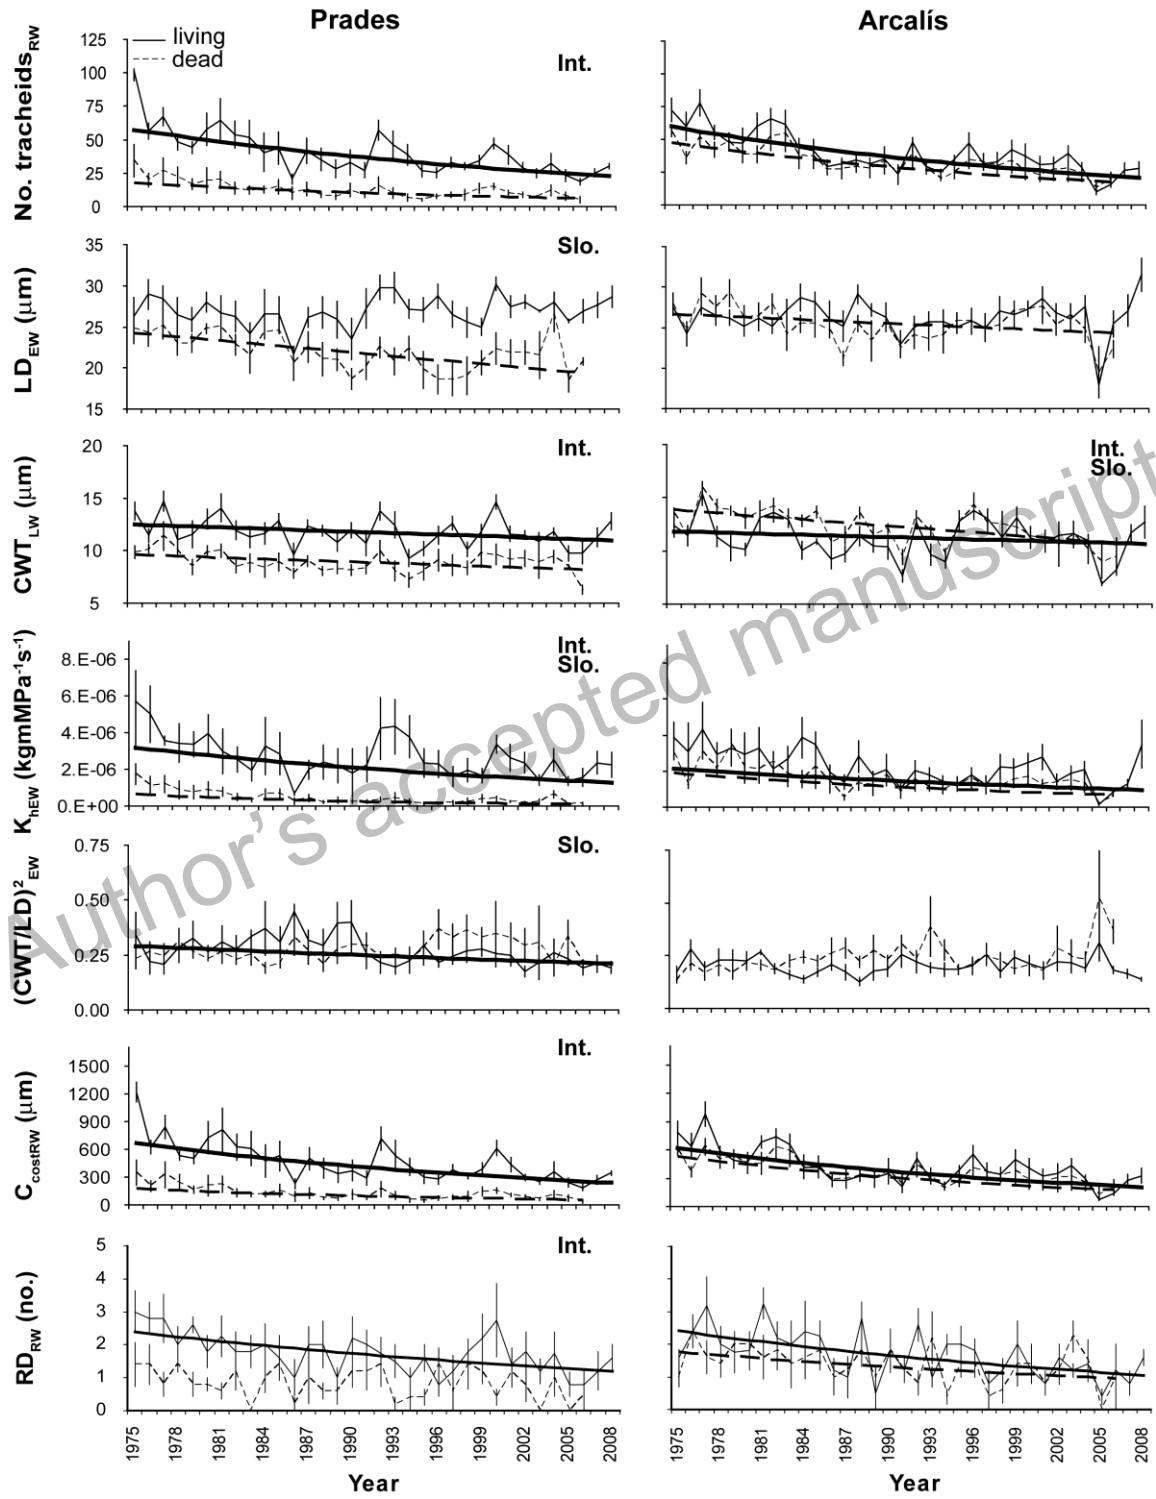 Prades
Arcalís
living
dead
No. tracheids_RW
125
100
75
50
25
0
Int.
LD_EW (µm)
35
30
25
20
15
Slo.
CWT_LW (µm)
20
15
10
5
Int.
Int.
Slo.
K_hEW (kgmMPa⁻¹s⁻¹)
8.E-06
6.E-06
4.E-06
2.E-06
0.E+00
Int.
Slo.
(CWT/LD)²_EW
0.75
0.50
0.25
0.00
Slo.
C_costRW (µm)
1500
1200
900
600
300
0
Int.
RD_RW (no.)
5
4
3
2
1
0
Int.
1975 1978 1981 1984 1987 1990 1993 1996 1999 2002 2005 2008
1975 1978 1981 1984 1987 1990 1993 1996 1999 2002 2005 2008
Year
Year
Author's accepted manuscript